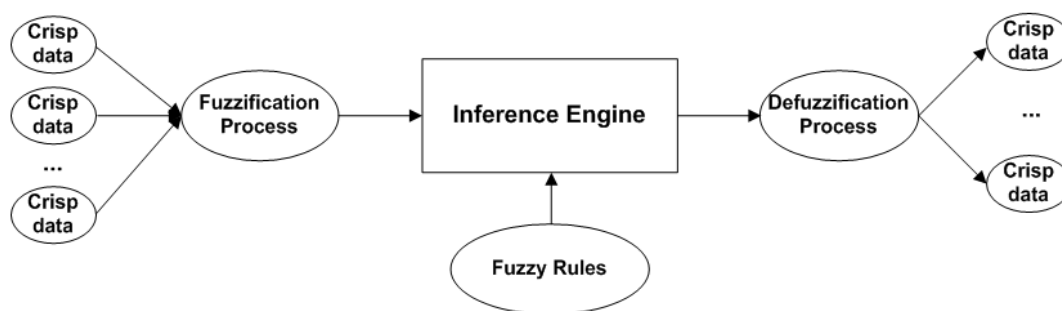 Crisp
data
Crisp
data
...
Crisp
data
Fuzzification
Process
Inference Engine
Fuzzy Rules
Defuzzification
Process
Crisp
data
...
Crisp
data